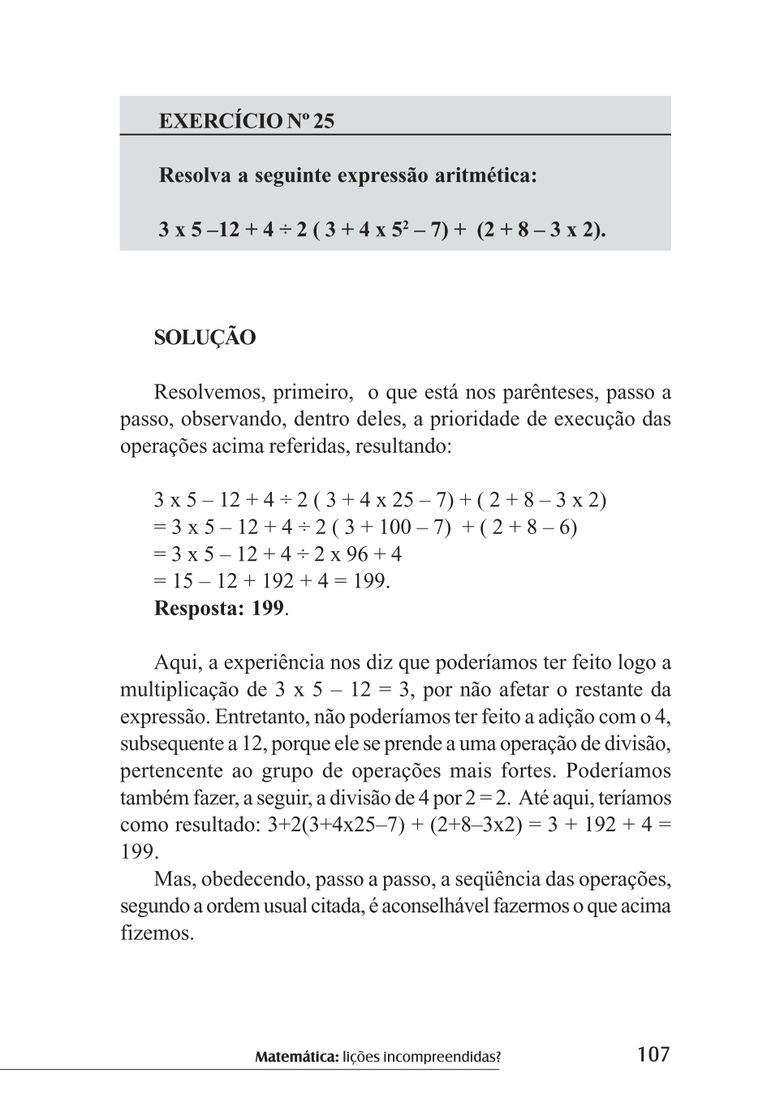 EXERCÍCIO Nº 25
Resolva a seguinte expressão aritmética:
3 x 5 –12 + 4 ÷ 2 ( 3 + 4 x 5² – 7) + (2 + 8 – 3 x 2).
SOLUÇÃO
Resolvemos, primeiro, o que está nos parênteses, passo a
passo, observando, dentro deles, a prioridade de execução das
operações acima referidas, resultando:
3 x 5 – 12 + 4 ÷ 2 ( 3 + 4 x 25 – 7) + ( 2 + 8 – 3 x 2)
= 3 x 5 – 12 + 4 ÷ 2 ( 3 + 100 – 7) + ( 2 + 8 – 6)
= 3 x 5 – 12 + 4 ÷ 2 x 96 + 4
= 15 – 12 + 192 + 4 = 199.
Resposta: 199.
Aqui, a experiência nos diz que poderíamos ter feito logo a
multiplicação de 3 x 5 – 12 = 3, por não afetar o restante da
expressão. Entretanto, não poderíamos ter feito a adição com o 4,
subsequente a 12, porque ele se prende a uma operação de divisão,
pertencente ao grupo de operações mais fortes. Poderíamos
também fazer, a seguir, a divisão de 4 por 2 = 2. Até aqui, teríamos
como resultado: 3+2(3+4x25–7) + (2+8–3x2) = 3 + 192 + 4 =
199.
Mas, obedecendo, passo a passo, a seqüência das operações,
segundo a ordem usual citada, é aconselhável fazermos o que acima
fizemos.
Matemática: lições incompreendidas? 107